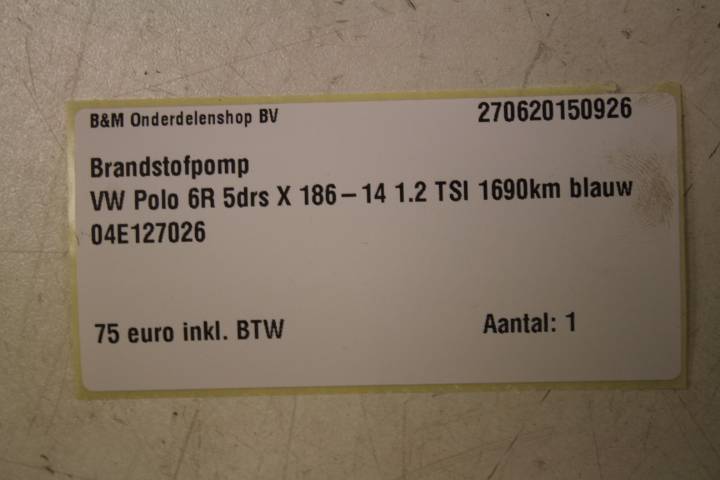 B&M Onderdelenshop BV 270620150926
Brandstofpomp
VW Polo 6R 5drs X 186-14 1.2 TSI 1690km blauw
04E127026
75 euro inkl. BTW Aantal: 1